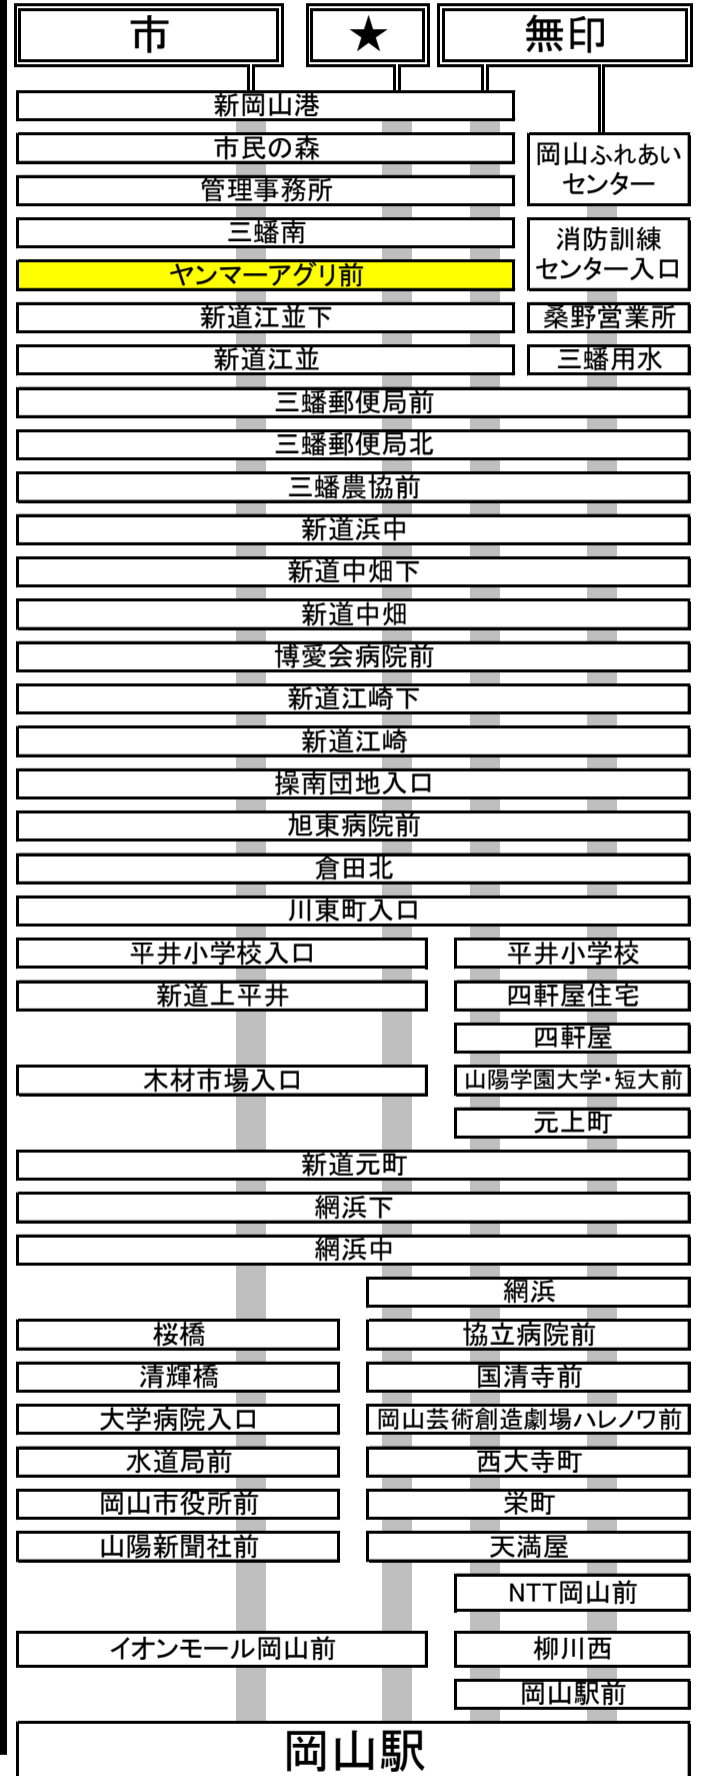 市
★
無印
新岡山港
市民の森
岡山ふれあい
センター
管理事務所
三蟠南
消防訓練
センター入口
ヤンマーアグリ前
新道江並下
桑野営業所
新道江並
三蟠用水
三蟠郵便局前
三蟠郵便局北
三蟠農協前
新道浜中
新道中畑下
新道中畑
博愛会病院前
新道江崎下
新道江崎
操南団地入口
旭東病院前
倉田北
川東町入口
平井小学校入口
平井小学校
新道上平井
四軒屋住宅
四軒屋
木材市場入口
山陽学園大学・短大前
元上町
新道元町
網浜下
網浜中
網浜
桜橋
協立病院前
清輝橋
国清寺前
大学病院入口
岡山芸術創造劇場ハレノワ前
水道局前
西大寺町
岡山市役所前
栄町
山陽新聞社前
天満屋
NTT岡山前
イオンモール岡山前
柳川西
岡山駅前
岡山駅